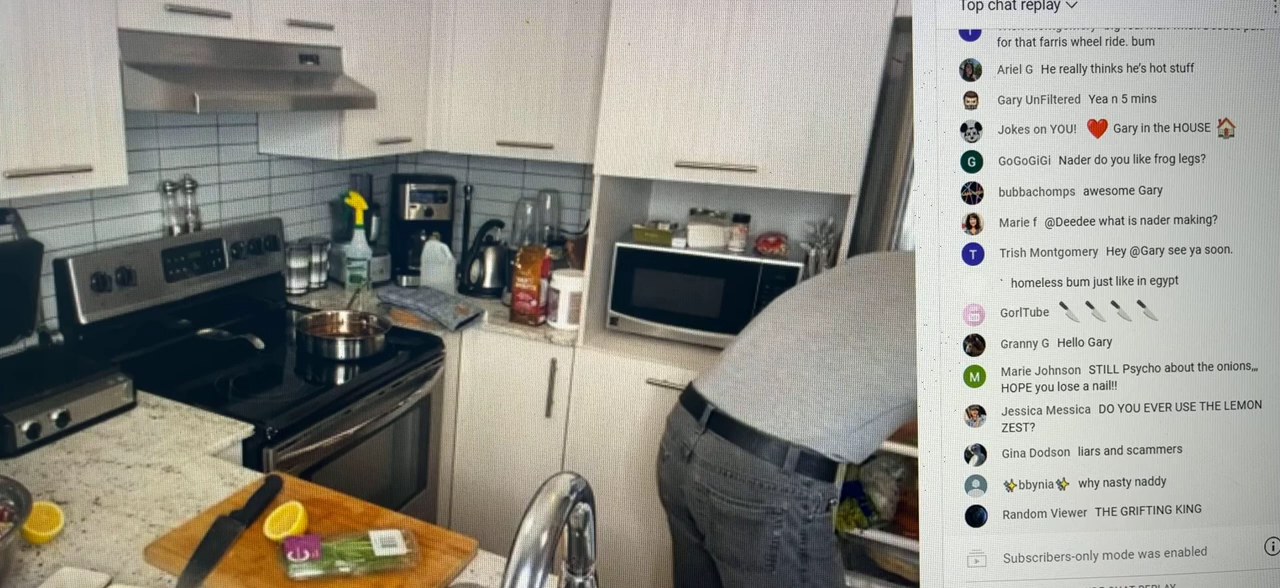 Top chat replay
for that farris wheel ride. bum
Ariel G He really thinks he's hot stuff
Gary UnFiltered Yea n 5 mins
Jokes on YOU! ❤️ Gary in the HOUSE 🏠
G GoGoGiGi Nader do you like frog legs?
bubbachomps awesome Gary
Marie f @Deedee what is nader making?
T Trish Montgomery Hey @Gary see ya soon.
homeless bum just like in egypt
GorlTube 🔪🔪🔪🔪
Granny G Hello Gary
M Marie Johnson STILL Psycho about the onions,,,
HOPE you lose a nail!!
Jessica Messica DO YOU EVER USE THE LEMON
ZEST?
Gina Dodson liars and scammers
✨bbynia✨ why nasty naddy
Random Viewer THE GRIFTING KING
Subscribers-only mode was enabled